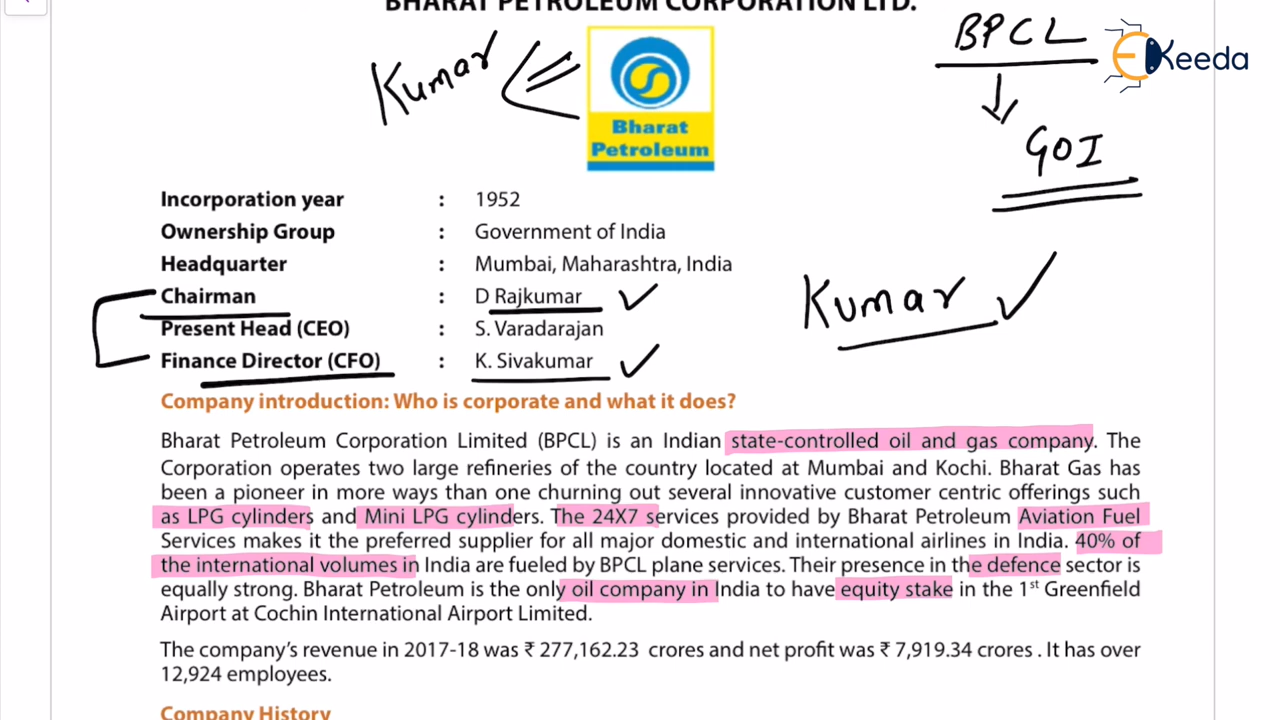 BHARAT PETROLEUM CORPORATION LTD.
Kumar
Bharat
Petroleum
BPCL
GOI
EKeeda
Incorporation year : 1952
Ownership Group : Government of India
Headquarter : Mumbai, Maharashtra, India
Chairman : D Rajkumar
Present Head (CEO) : S. Varadarajan
Finance Director (CFO) : K. Sivakumar
Kumar
Company introduction: Who is corporate and what it does?
Bharat Petroleum Corporation Limited (BPCL) is an Indian state-controlled oil and gas company. The
Corporation operates two large refineries of the country located at Mumbai and Kochi. Bharat Gas has
been a pioneer in more ways than one churning out several innovative customer centric offerings such
as LPG cylinders and Mini LPG cylinders. The 24X7 services provided by Bharat Petroleum Aviation Fuel
Services makes it the preferred supplier for all major domestic and international airlines in India. 40% of
the international volumes in India are fueled by BPCL plane services. Their presence in the defence sector is
equally strong. Bharat Petroleum is the only oil company in India to have equity stake in the 1st Greenfield
Airport at Cochin International Airport Limited.
The company's revenue in 2017-18 was ₹ 277,162.23 crores and net profit was ₹ 7,919.34 crores . It has over
12,924 employees.
Company History